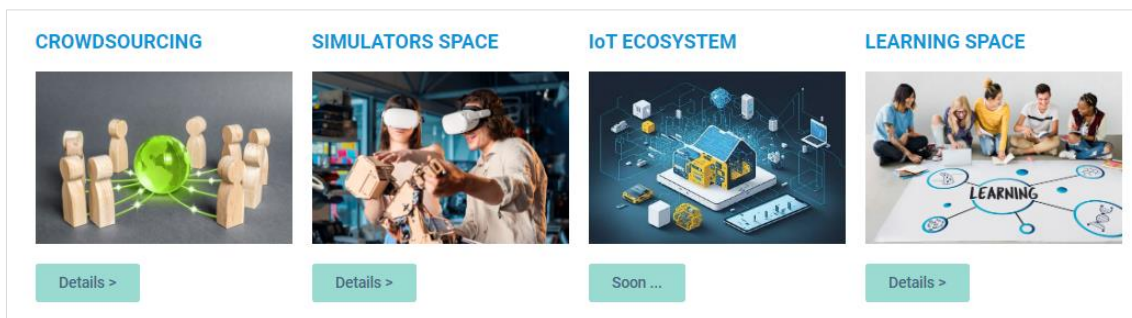 CROWDSOURCING
SIMULATORS SPACE
IoT ECOSYSTEM
LEARNING SPACE
LEARNING
Details >
Details >
Soon ...
Details >